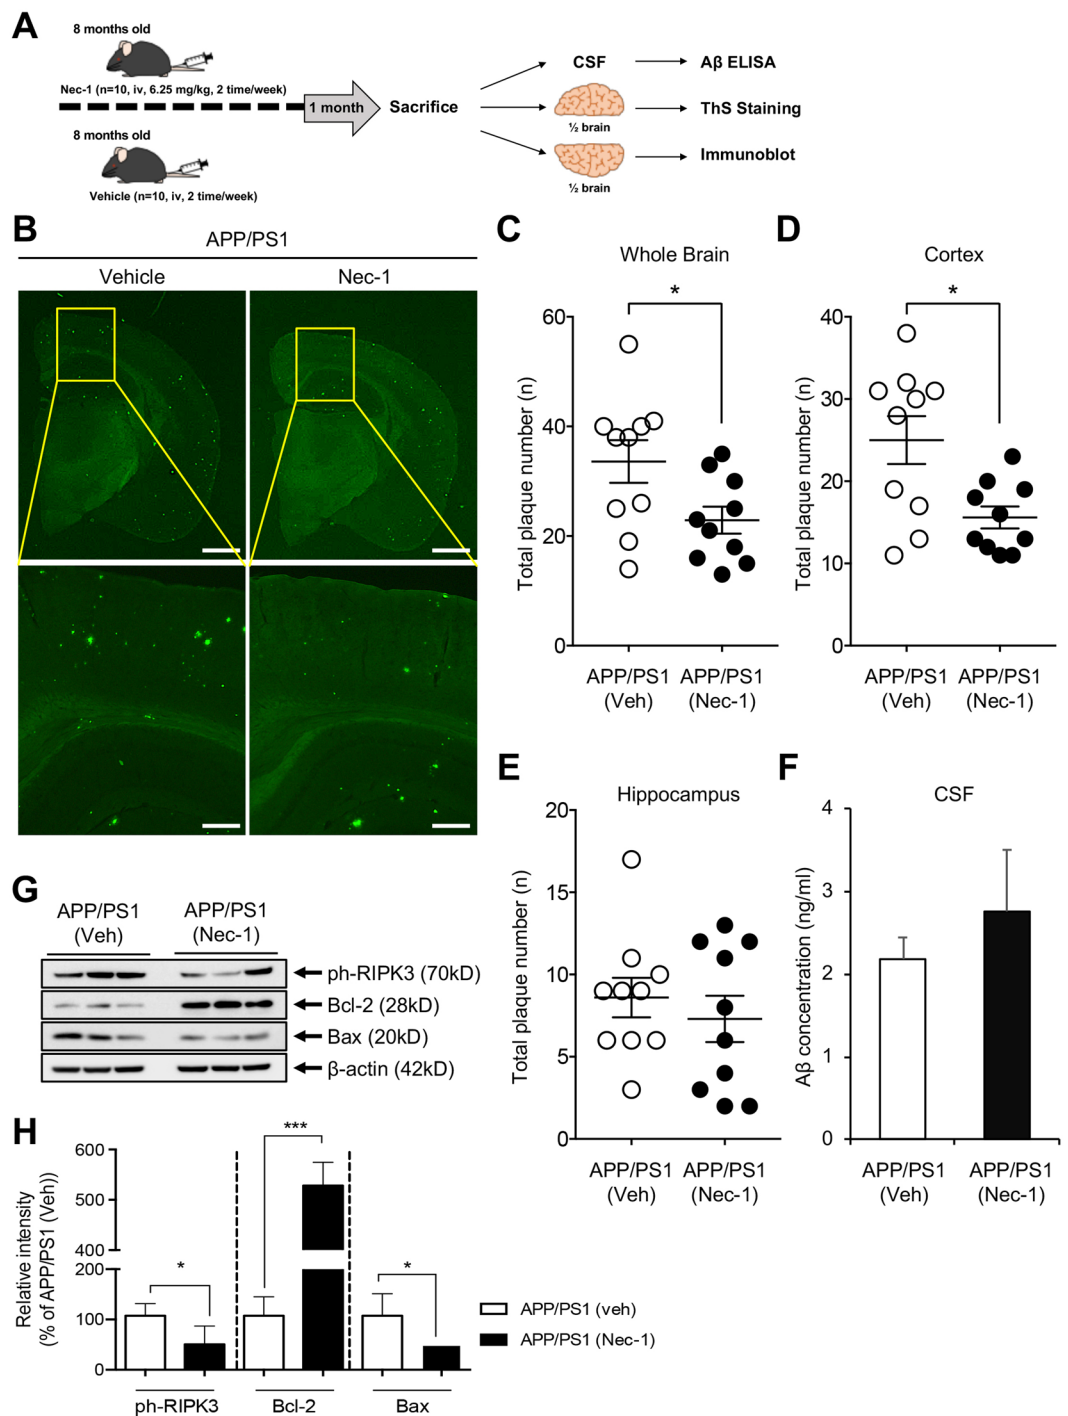 A
8 months old
Nec-1 (n=10, iv, 6.25 mg/kg, 2 time/week)
8 months old
Vehicle (n=10, iv, 2 time/week)
1 month
Sacrifice
CSF
Aβ ELISA
½ brain
ThS Staining
½ brain
Immunoblot
B
APP/PS1
Vehicle
Nec-1
C
Whole Brain
*
Total plaque number (n)
60
40
20
0
APP/PS1
(Veh)
APP/PS1
(Nec-1)
D
Cortex
*
Total plaque number (n)
40
30
20
10
0
APP/PS1
(Veh)
APP/PS1
(Nec-1)
E
Hippocampus
Total plaque number (n)
20
15
10
5
0
APP/PS1
(Veh)
APP/PS1
(Nec-1)
F
CSF
Aβ concentration (ng/ml)
4
3
2
1
0
APP/PS1
(Veh)
APP/PS1
(Nec-1)
G
APP/PS1
(Veh)
APP/PS1
(Nec-1)
ph-RIPK3 (70kD)
Bcl-2 (28kD)
Bax (20kD)
β-actin (42kD)
H
Relative intensity
(% of APP/PS1 (Veh))
600
500
400
200
100
0
*
***
*
ph-RIPK3
Bcl-2
Bax
APP/PS1 (veh)
APP/PS1 (Nec-1)